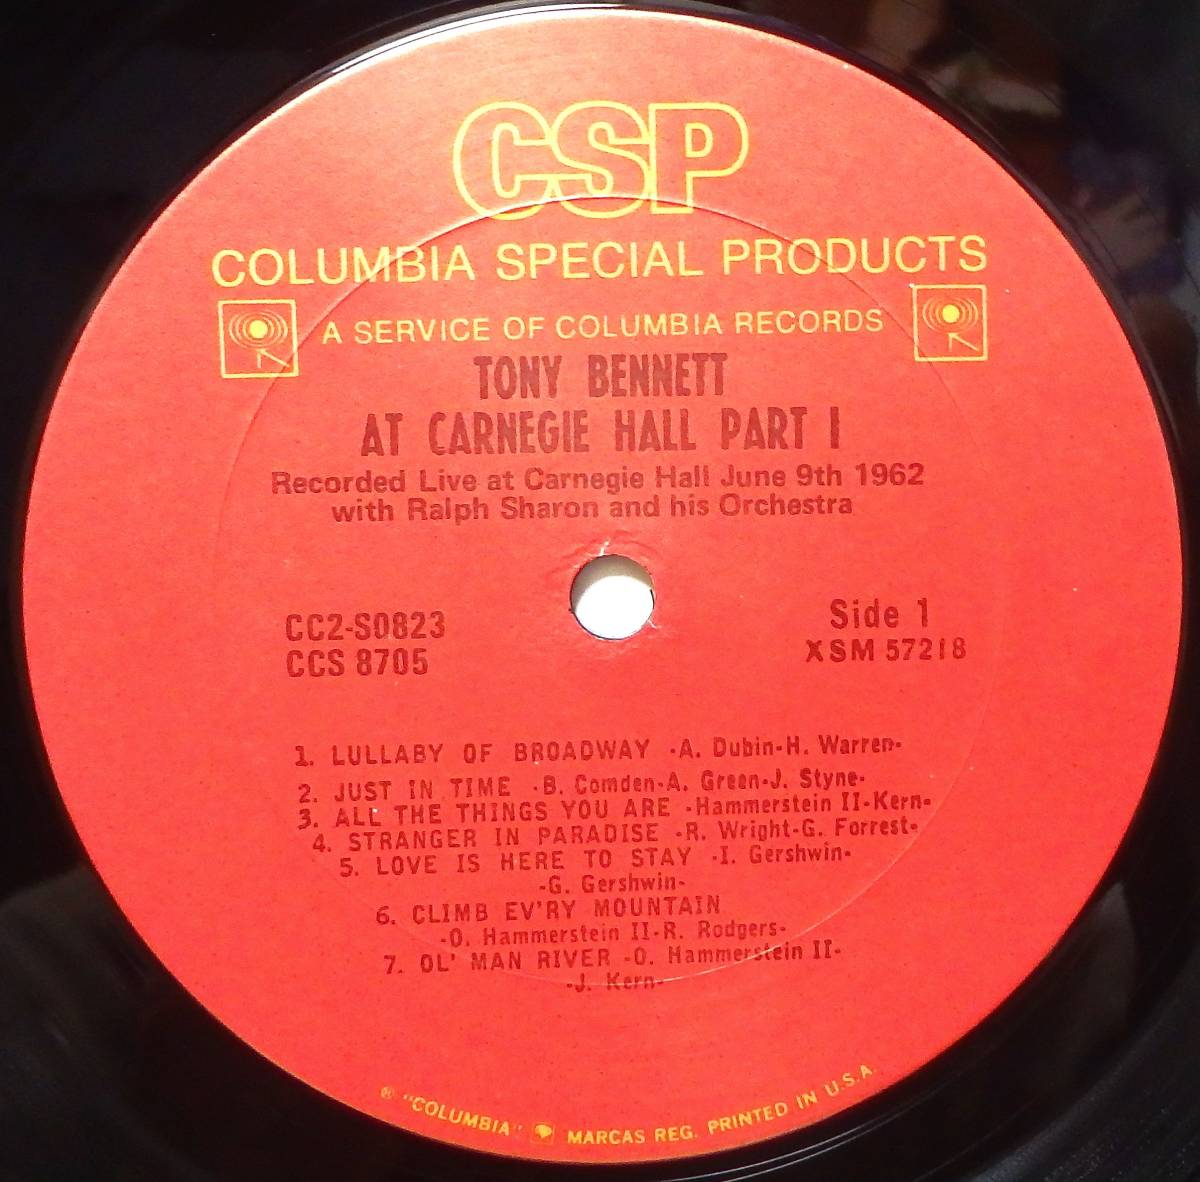 CSP
COLUMBIA SPECIAL PRODUCTS
A SERVICE OF COLUMBIA RECORDS
TONY BENNETT
AT CARNEGIE HALL PART I
Recorded Live at Carnegie Hall June 9th 1962
with Ralph Sharon and his Orchestra
CC2-S0823
CCS 8705
Side 1
XSM 57218
1. LULLABY OF BROADWAY -A. Dubin-H. Warren-
2. JUST IN TIME -B. Comden-A. Green-J. Styne-
3. ALL THE THINGS YOU ARE -Hammerstein II-Kern-
4. STRANGER IN PARADISE -R. Wright-G. Forrest-
5. LOVE IS HERE TO STAY -I. Gershwin-
-G. Gershwin-
6. CLIMB EV'RY MOUNTAIN
-O. Hammerstein II-R. Rodgers-
7. OL' MAN RIVER -O. Hammerstein II-
-J. Kern-
® "COLUMBIA" MARCAS REG. PRINTED IN U.S.A.